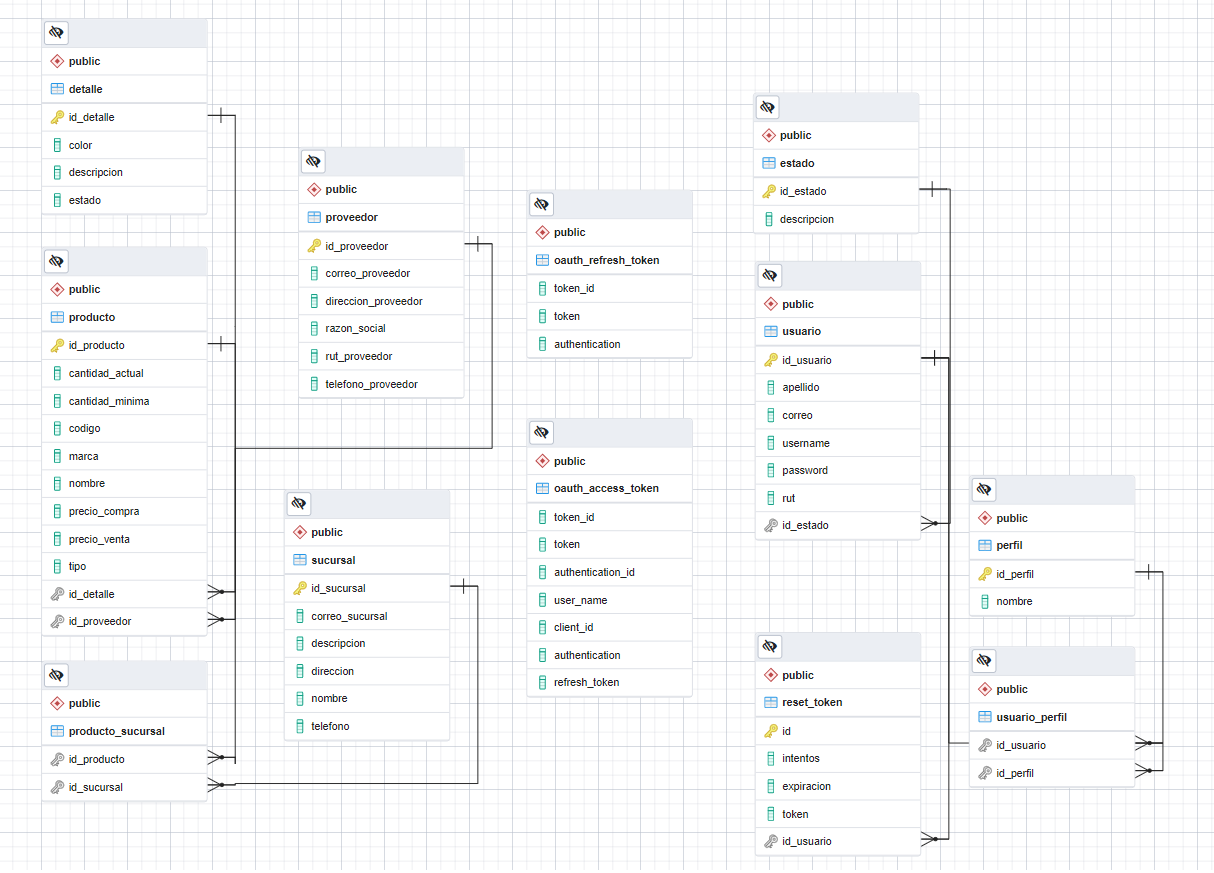 public
detalle
id_detalle
color
descripcion
estado
public
producto
id_producto
cantidad_actual
cantidad_minima
codigo
marca
nombre
precio_compra
precio_venta
tipo
id_detalle
id_proveedor
public
producto_sucursal
id_producto
id_sucursal
public
proveedor
id_proveedor
correo_proveedor
direccion_proveedor
razon_social
rut_proveedor
telefono_proveedor
public
sucursal
id_sucursal
correo_sucursal
descripcion
direccion
nombre
telefono
public
oauth_refresh_token
token_id
token
authentication
public
oauth_access_token
token_id
token
authentication_id
user_name
client_id
authentication
refresh_token
public
estado
id_estado
descripcion
public
usuario
id_usuario
apellido
correo
username
password
rut
id_estado
public
reset_token
id
intentos
expiracion
token
id_usuario
public
perfil
id_perfil
nombre
public
usuario_perfil
id_usuario
id_perfil